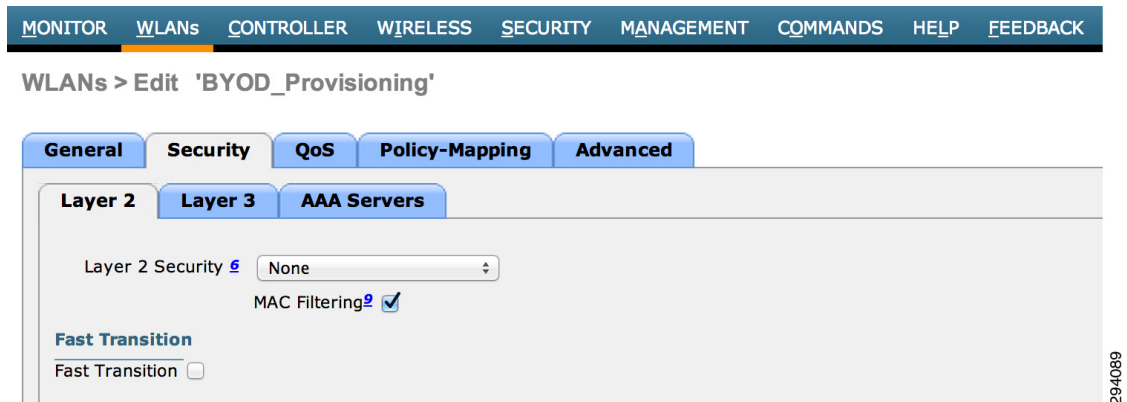 MONITOR WLANs CONTROLLER WIRELESS SECURITY MANAGEMENT COMMANDS HELP FEEDBACK
WLANs > Edit 'BYOD_Provisioning'
General Security QoS Policy-Mapping Advanced
Layer 2 Layer 3 AAA Servers
Layer 2 Security 6 None
MAC Filtering9
Fast Transition
Fast Transition
294089